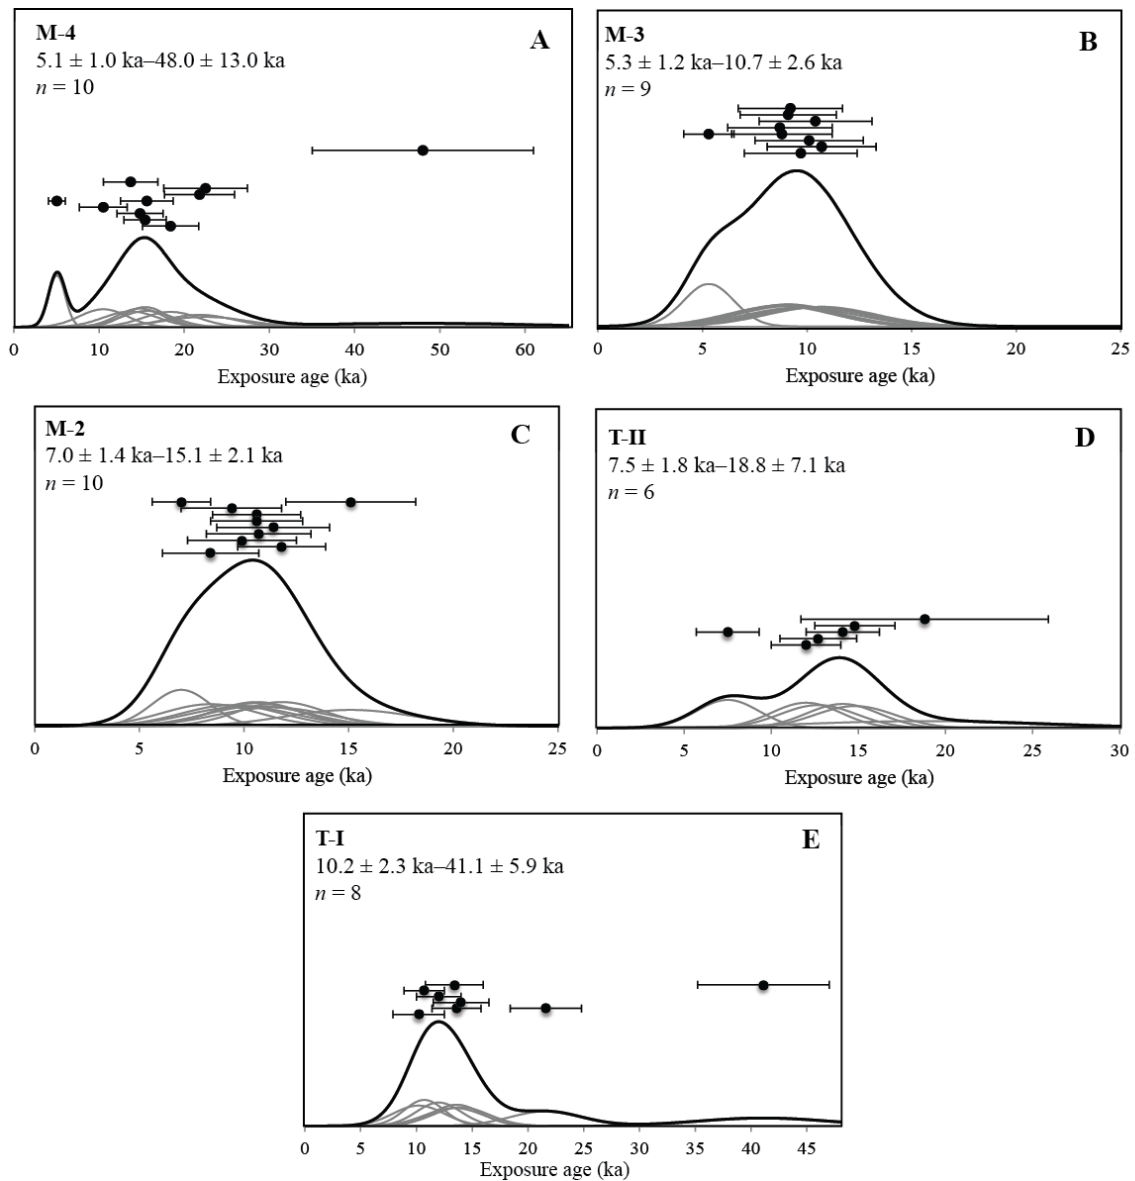 M-4
A
5.1 ± 1.0 ka–48.0 ± 13.0 ka
n = 10
0 10 20 30 40 50 60
Exposure age (ka)
M-3
B
5.3 ± 1.2 ka–10.7 ± 2.6 ka
n = 9
0 5 10 15 20 25
Exposure age (ka)
M-2
C
7.0 ± 1.4 ka–15.1 ± 2.1 ka
n = 10
0 5 10 15 20 25
Exposure age (ka)
T-II
D
7.5 ± 1.8 ka–18.8 ± 7.1 ka
n = 6
0 5 10 15 20 25 30
Exposure age (ka)
T-I
E
10.2 ± 2.3 ka–41.1 ± 5.9 ka
n = 8
0 5 10 15 20 25 30 35 40 45
Exposure age (ka)